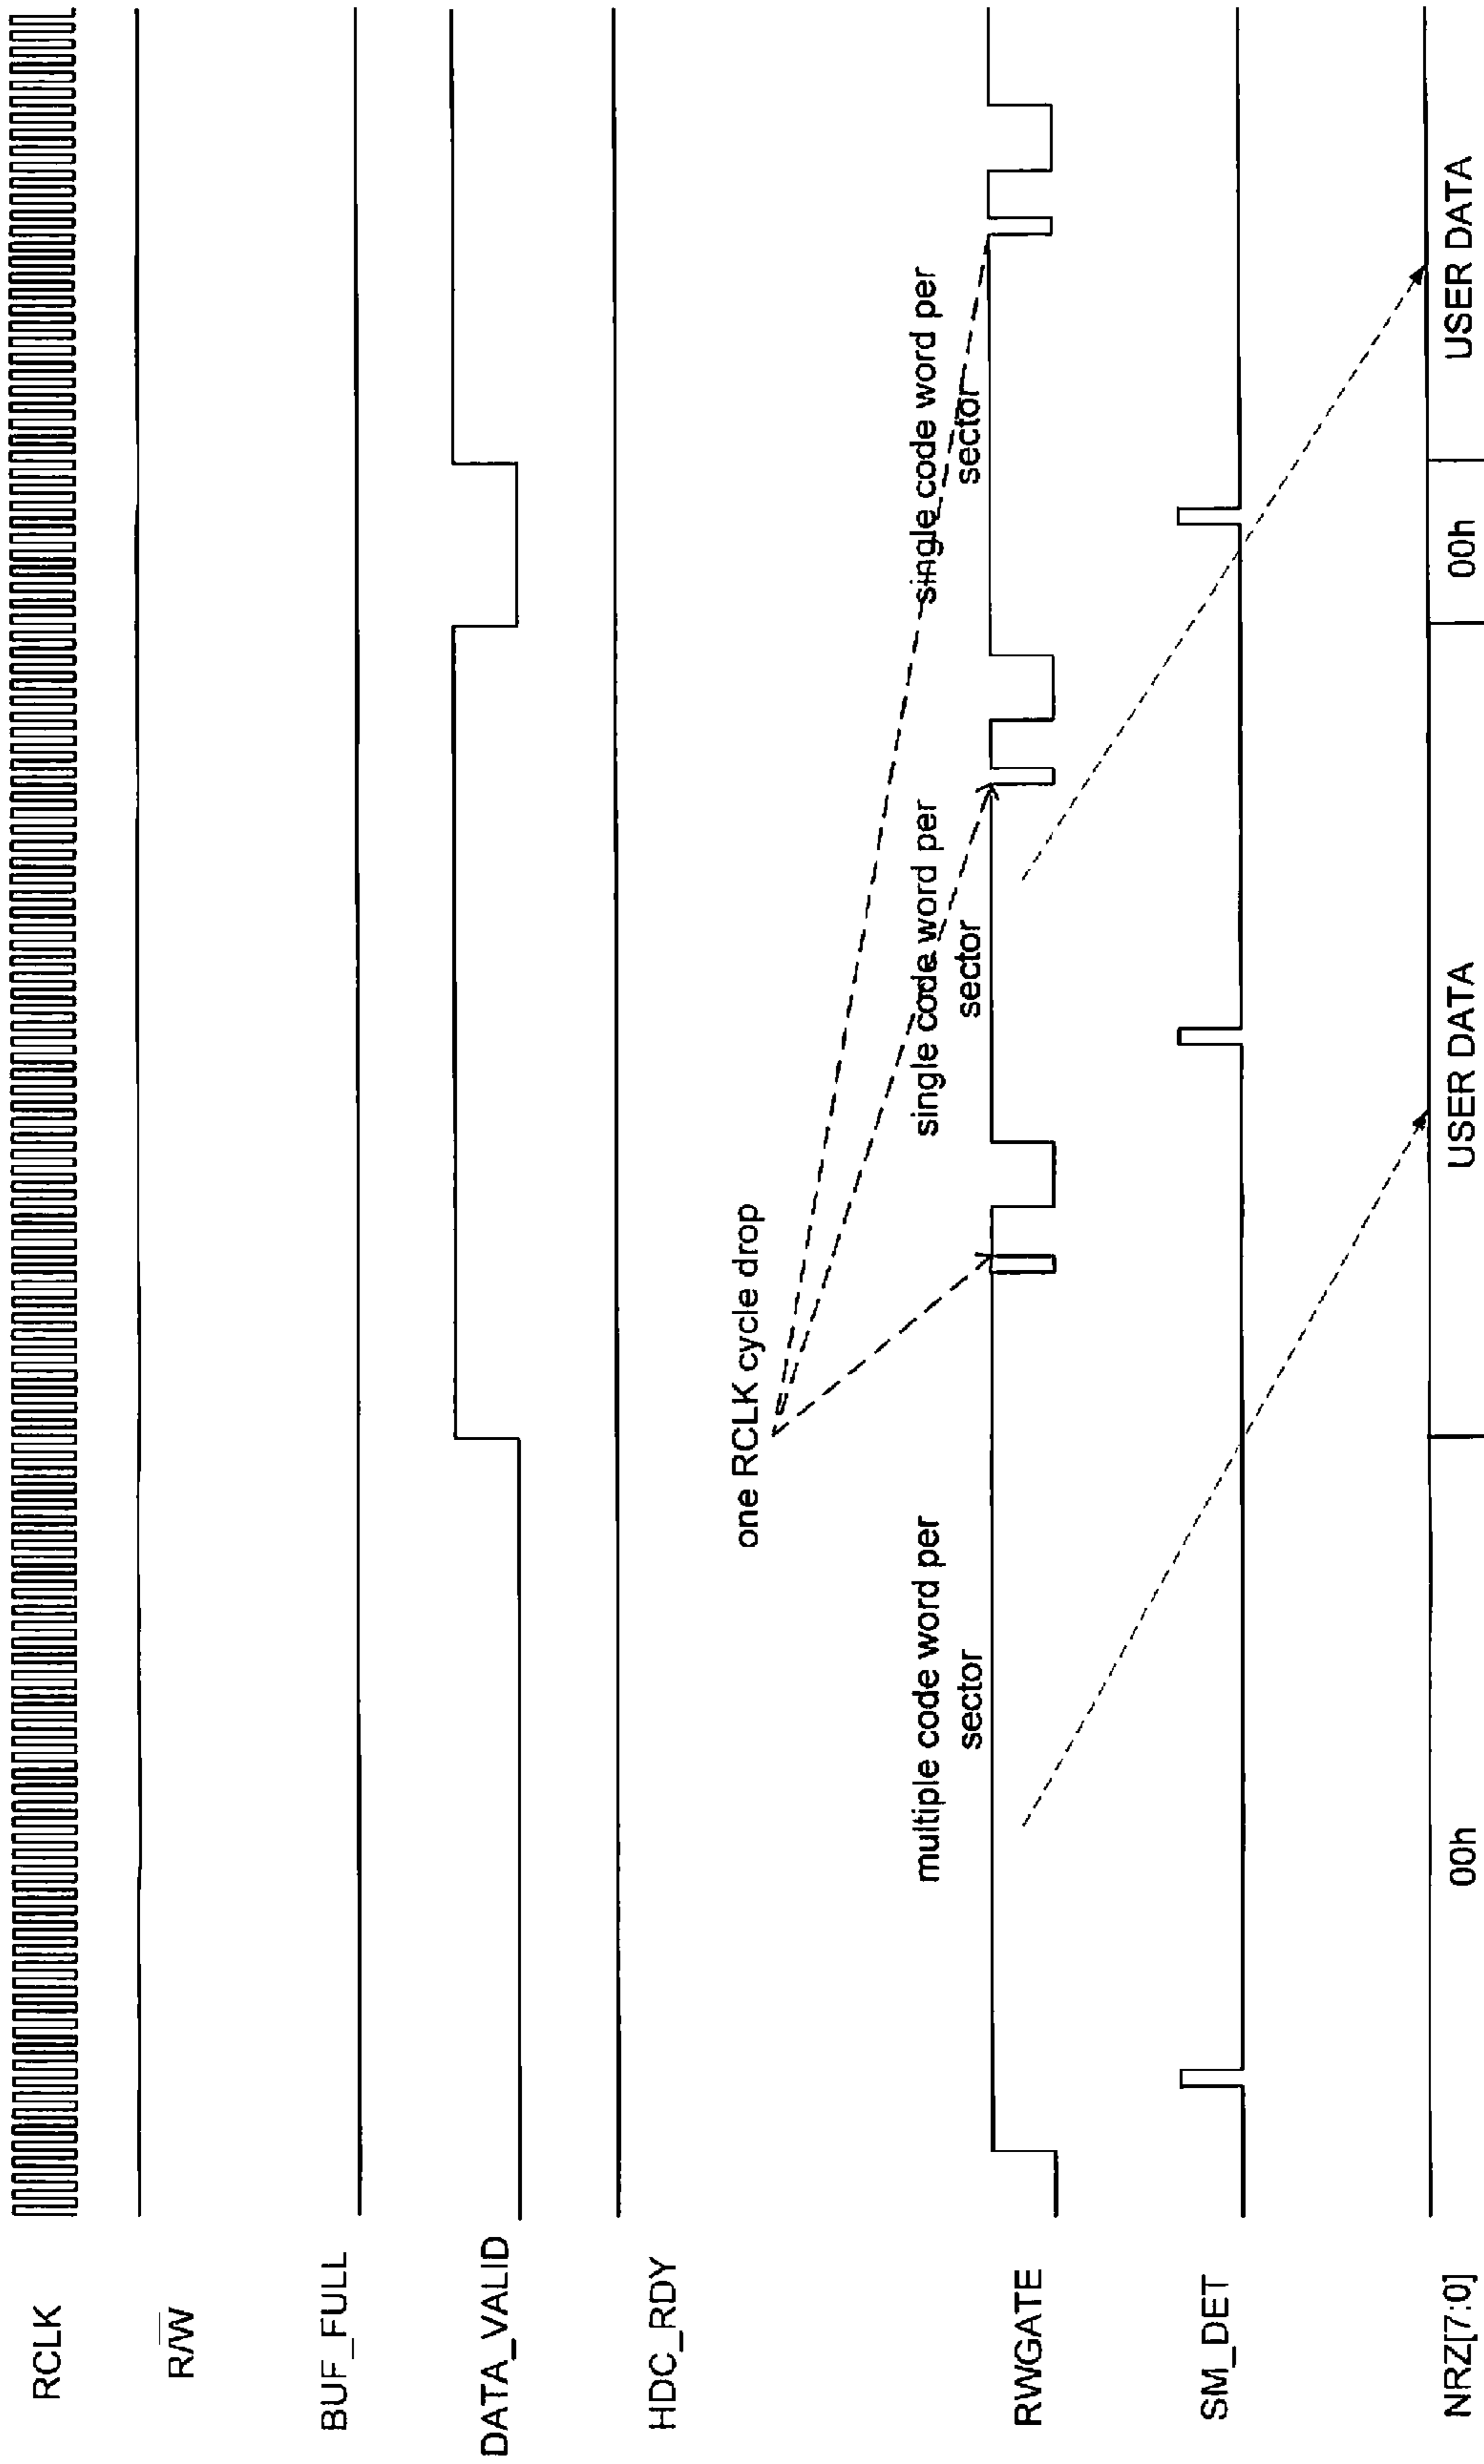 RCLK
R/W
BUF_FULL
DATA_VALID
HDC_RDY
one RCLK cycle drop
multiple code word per
sector
single code word per
sector
single code word per
sector
RWGATE
SM_DET
NRZ[7:0]
00h
USER DATA
00h
USER DATA